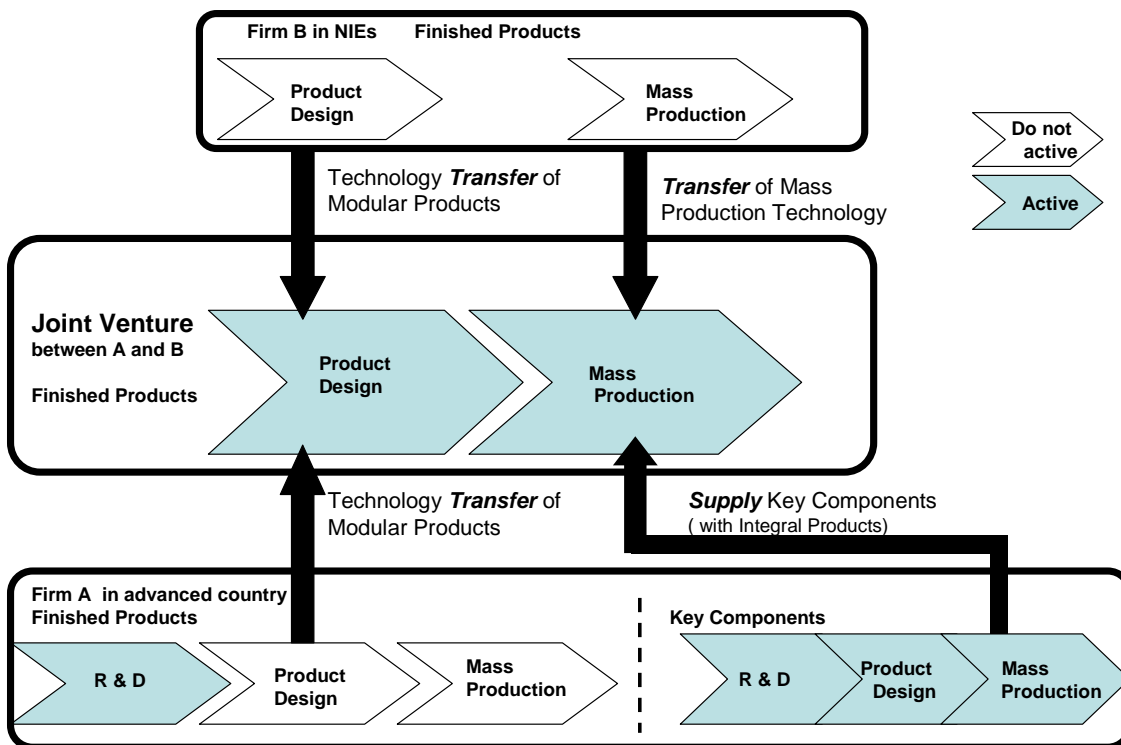 Firm B in NIEs Finished Products
Product
Design
Mass
Production
Do not
active
Active
Technology Transfer of
Modular Products
Transfer of Mass
Production Technology
Joint Venture
between A and B
Finished Products
Product
Design
Mass
Production
Technology Transfer of
Modular Products
Supply Key Components
( with Integral Products)
Firm A in advanced country
Finished Products
Key Components
R & D
Product
Design
Mass
Production
R & D
Product
Design
Mass
Production